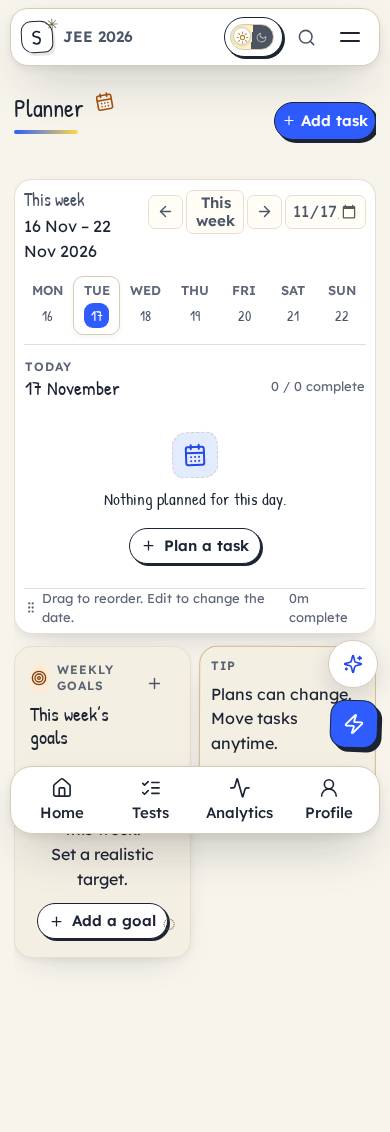 S JEE 2026
Planner
+ Add task
This week
16 Nov – 22
Nov 2026
This
week
11/17
MON TUE WED THU FRI SAT SUN
16 17 18 19 20 21 22
TODAY
17 November
0 / 0 complete
Nothing planned for this day.
+ Plan a task
Drag to reorder. Edit to change the
date.
0m
complete
WEEKLY
GOALS
This week's
goals
TIP
Plans can change.
Move tasks
anytime.
Home Tests Analytics Profile
this week.
Set a realistic
target.
+ Add a goal